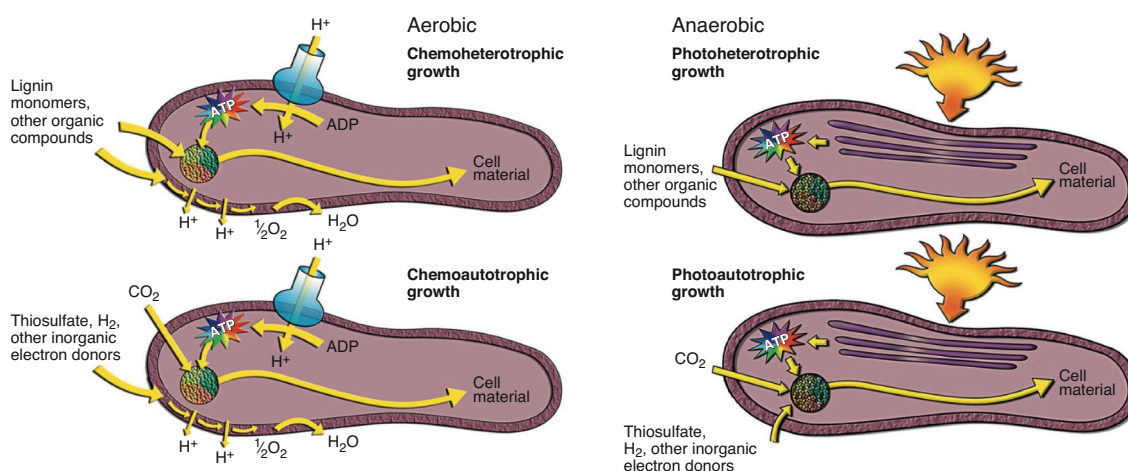 Aerobic
Chemoheterotrophic
growth
H⁺
Lignin
monomers,
other organic
compounds
ATP
H⁺
ADP
Cell
material
H⁺
H⁺
½O₂
H₂O
Chemoautotrophic
growth
H⁺
CO₂
Thiosulfate, H₂,
other inorganic
electron donors
ATP
H⁺
ADP
Cell
material
H⁺
H⁺
½O₂
H₂O
Anaerobic
Photoheterotrophic
growth
ATP
Lignin
monomers,
other organic
compounds
Cell
material
Photoautotrophic
growth
ATP
CO₂
Cell
material
Thiosulfate,
H₂, other inorganic
electron donors